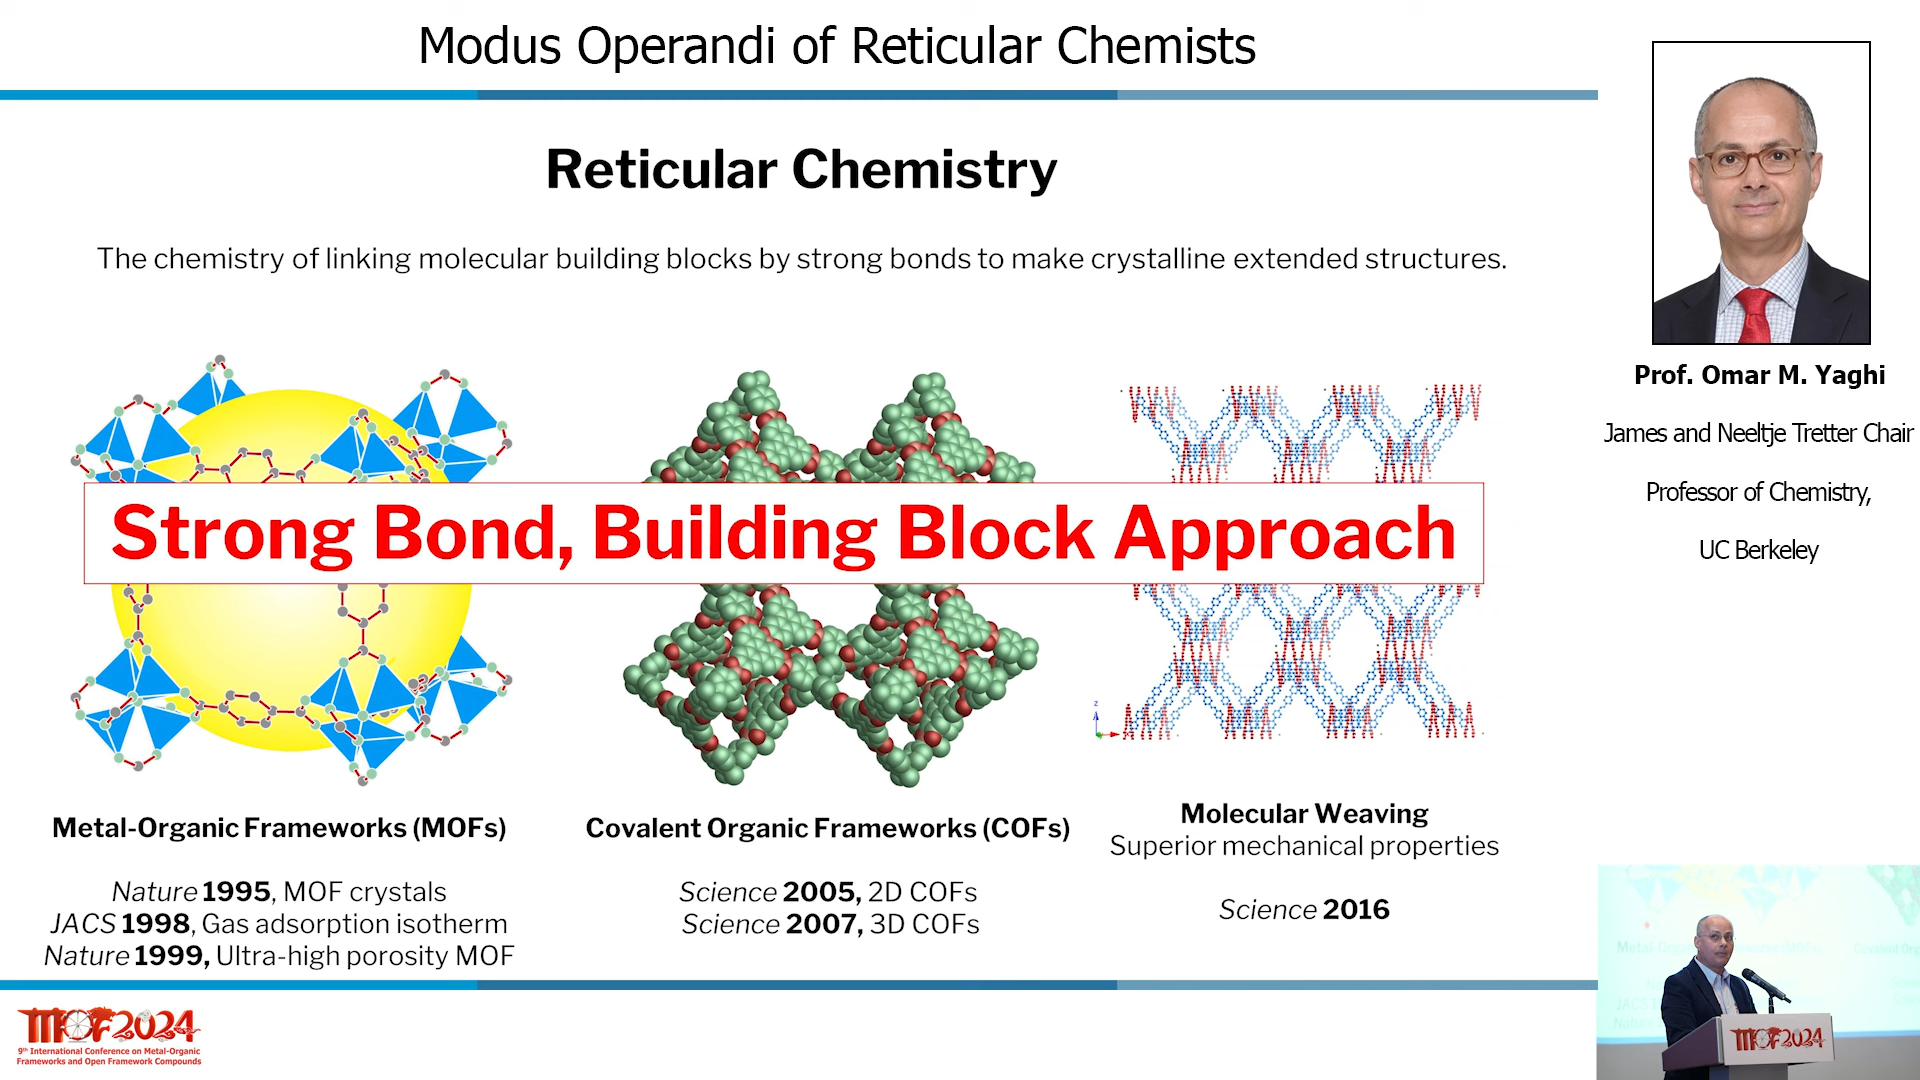 Modus Operandi of Reticular Chemists
Reticular Chemistry
The chemistry of linking molecular building blocks by strong bonds to make crystalline extended structures.
Strong Bond, Building Block Approach
z
Metal-Organic Frameworks (MOFs)
Nature 1995, MOF crystals
JACS 1998, Gas adsorption isotherm
Nature 1999, Ultra-high porosity MOF
Covalent Organic Frameworks (COFs)
Science 2005, 2D COFs
Science 2007, 3D COFs
Molecular Weaving
Superior mechanical properties
Science 2016
Prof. Omar M. Yaghi
James and Neeltje Tretter Chair
Professor of Chemistry,
UC Berkeley
MOF2024
9th International Conference on Metal-Organic
Frameworks and Open Framework Compounds
JACS
MOF2024